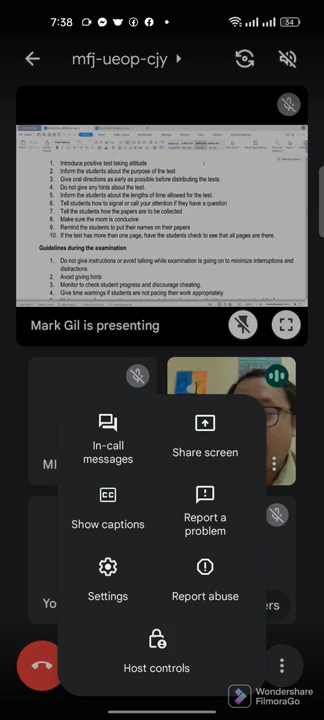 7:38
34
mfj-ueop-cjy
1. Introduce positive test taking attitude
2. Inform the students about the purpose of the test
3. Give oral directions as early as possible before distributing the tests.
4. Do not give any hints about the test.
5. Inform the students about the lengths of time allowed for the test.
6. Tell students how to signal or call your attention if they have a question
7. Tell the students how the papers are to be collected
8. Make sure the room is conducive
9. Remind the students to put their names on their papers
10. If the test has more than one page, have the students check to see that all pages are there.
Guidelines during the examination
1. Do not give instructions or avoid talking while examination is going on to minimize interruptions and
distractions
2. Avoid giving hints
3. Monitor to check student progress and discourage cheating.
4. Give time warnings if students are not pacing their work appropriately
Mark Gil is presenting
In-call
messages
Share screen
CC
Show captions
Report a
problem
Yo
ers
Settings
Report abuse
Host controls
Wondershare
FilmoraGo